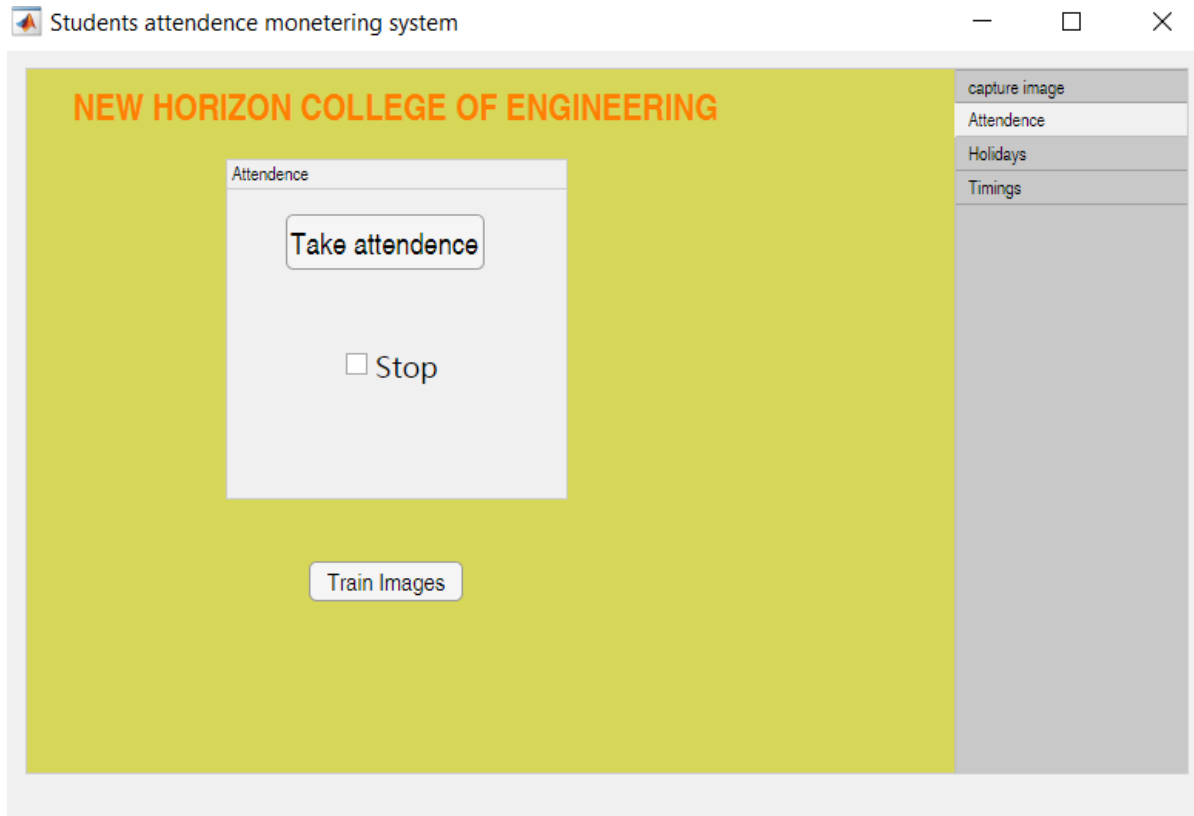 Students attendence monetering system
NEW HORIZON COLLEGE OF ENGINEERING
Attendence
Take attendence
Stop
Train Images
capture image
Attendence
Holidays
Timings